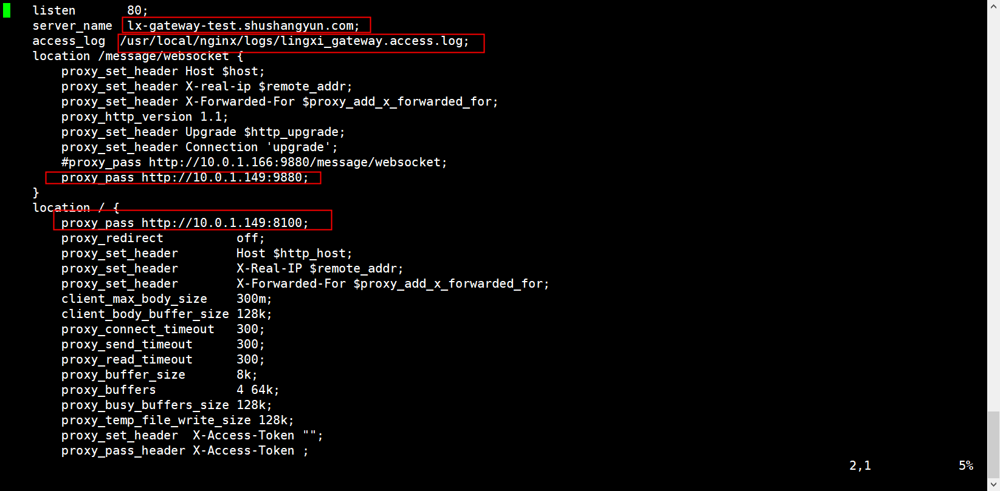 listen       80;
server_name  lx-gateway-test.shushangyun.com;
access_log  /usr/local/nginx/logs/lingxi_gateway.access.log;
location /message/websocket {
    proxy_set_header Host $host;
    proxy_set_header X-real-ip $remote_addr;
    proxy_set_header X-Forwarded-For $proxy_add_x_forwarded_for;
    proxy_http_version 1.1;
    proxy_set_header Upgrade $http_upgrade;
    proxy_set_header Connection 'upgrade';
    #proxy_pass http://10.0.1.166:9880/message/websocket;
    proxy_pass http://10.0.1.149:9880;
}
location / {
    proxy_pass http://10.0.1.149:8100;
    proxy_redirect          off;
    proxy_set_header        Host $http_host;
    proxy_set_header        X-Real-IP $remote_addr;
    proxy_set_header        X-Forwarded-For $proxy_add_x_forwarded_for;
    client_max_body_size    300m;
    client_body_buffer_size 128k;
    proxy_connect_timeout   300;
    proxy_send_timeout      300;
    proxy_read_timeout      300;
    proxy_buffer_size       8k;
    proxy_buffers           4 64k;
    proxy_busy_buffers_size 128k;
    proxy_temp_file_write_size 128k;
    proxy_set_header  X-Access-Token "";
    proxy_pass_header X-Access-Token ;
2,1            5%